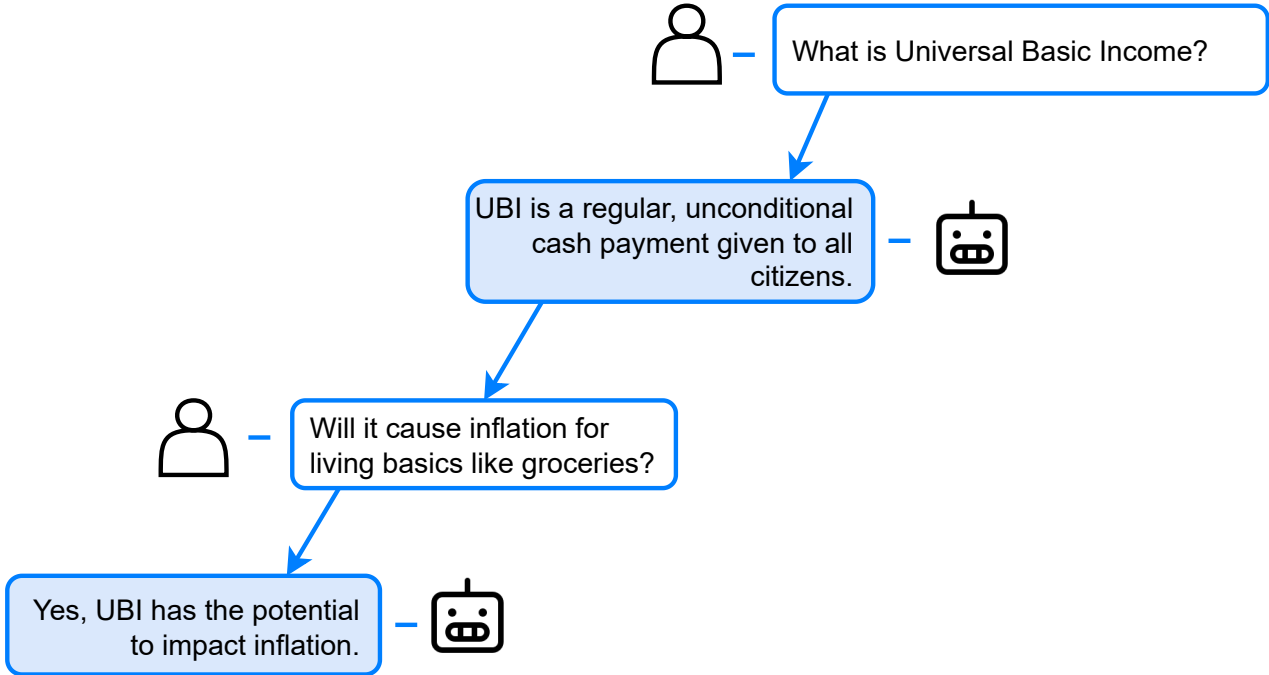 What is Universal Basic Income?
UBI is a regular, unconditional
cash payment given to all
citizens.
Will it cause inflation for
living basics like groceries?
Yes, UBI has the potential
to impact inflation.